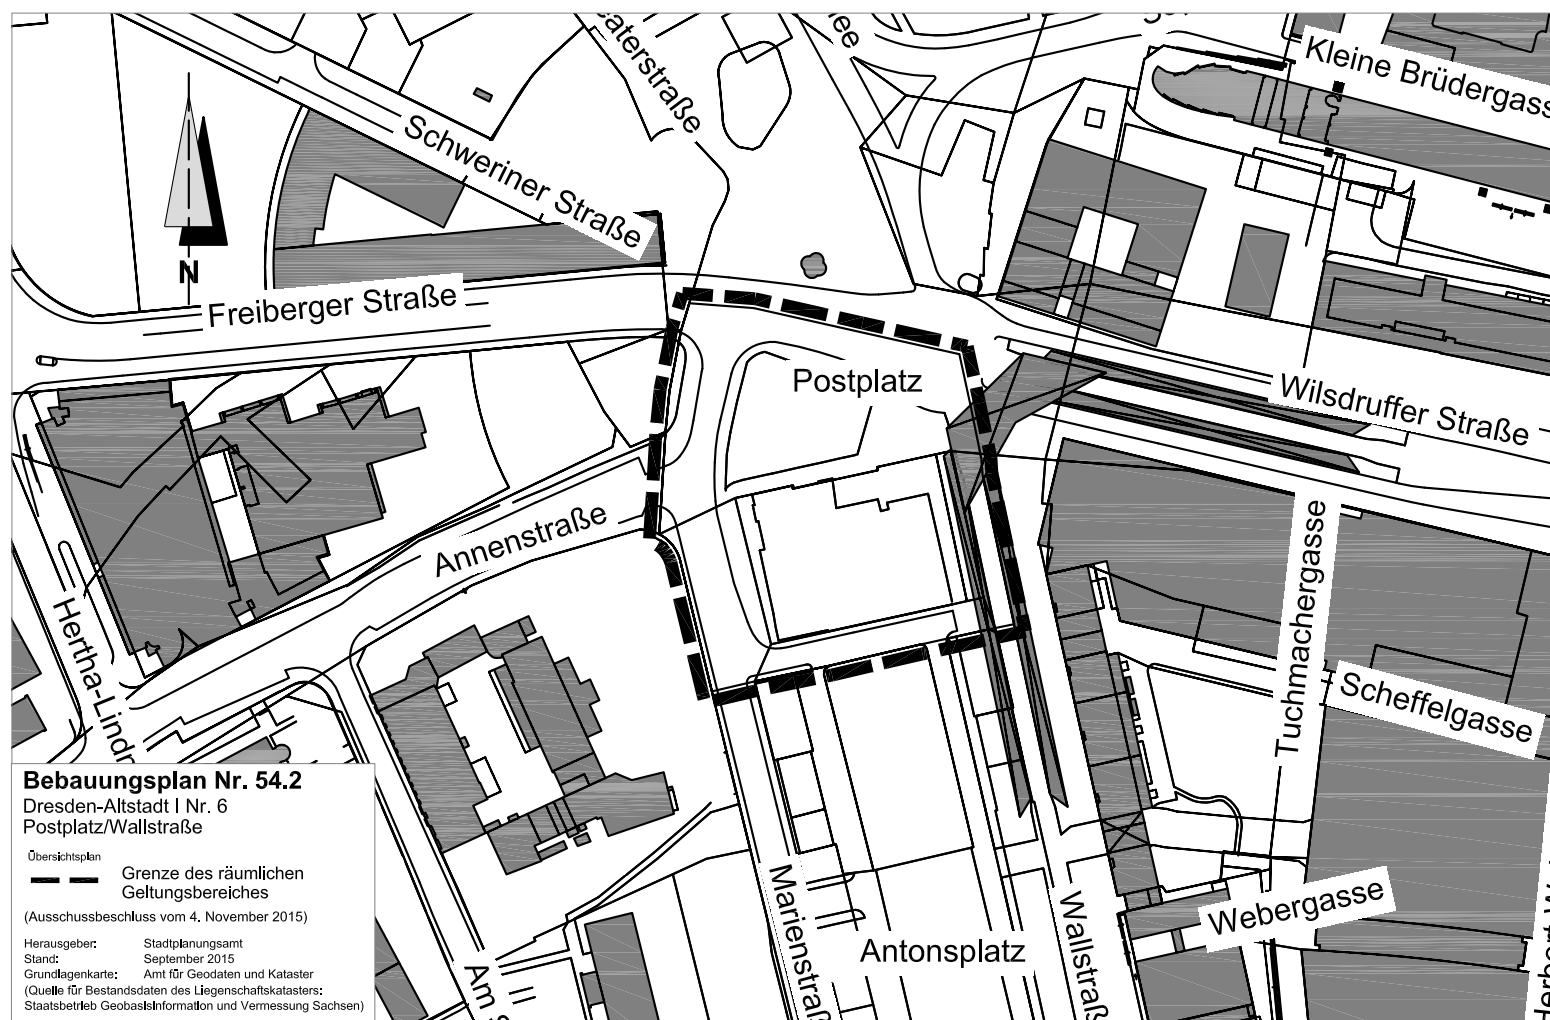 Kleine Brüdergass
aterstraße
Schweriner Straße
N
Freiberger Straße
Postplatz
Wilsdruffer Straße
Annenstraße
Tuchmachergasse
Hertha-Lindn
Scheffelgasse
Marienstraß
Wallstraß
Webergasse
Antonsplatz
Am S
Herbert-W
Bebauungsplan Nr. 54.2
Dresden-Altstadt I Nr. 6
Postplatz/Wallstraße
Übersichtsplan
Grenze des räumlichen
Geltungsbereiches
(Ausschussbeschluss vom 4. November 2015)
Herausgeber: Stadtplanungsamt
Stand: September 2015
Grundlagenkarte: Amt für Geodaten und Kataster
(Quelle für Bestandsdaten des Liegenschaftskatasters:
Staatsbetrieb Geobasisinformation und Vermessung Sachsen)